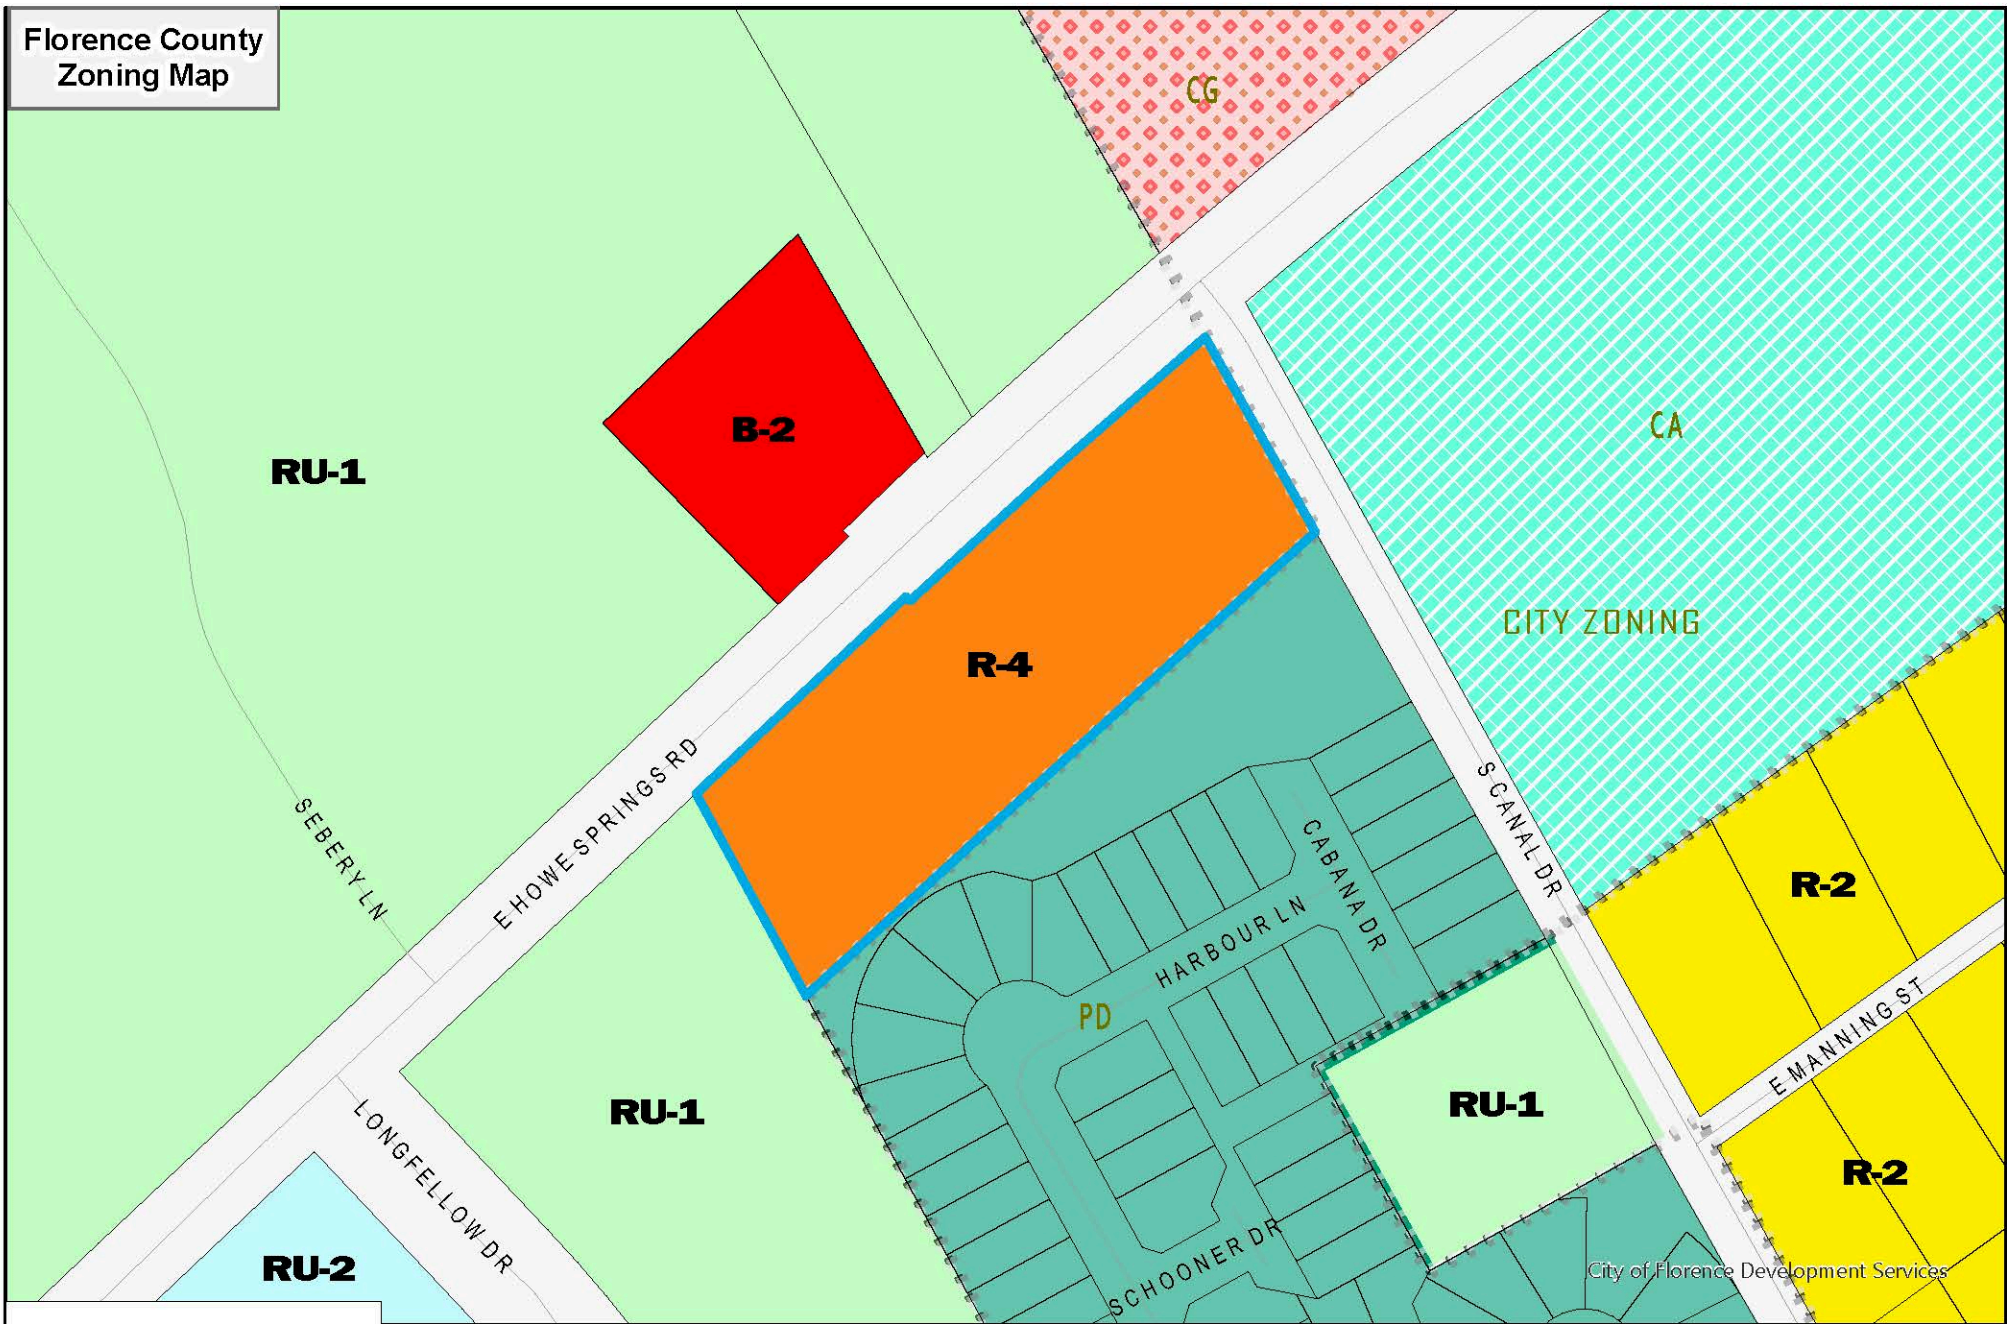 Florence County
Zoning Map
CG
CA
B-2
RU-1
CITY ZONING
R-4
E HOWE SPRINGS RD
SEBERY LN
S CANAL DR
CABANA DR
R-2
HARBOUR LN
PD
E MANNING ST
RU-1
RU-1
LONGFELLOW DR
R-2
SCHOONER DR
RU-2
City of Florence Development Services